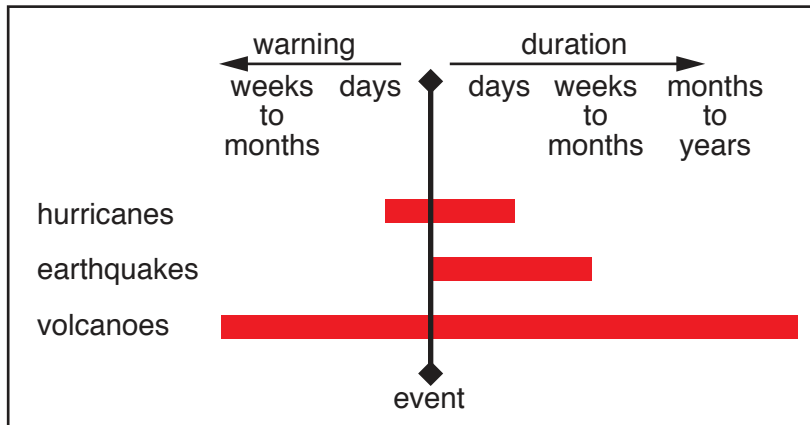 warning duration
weeks to months days days weeks to months months to years
hurricanes
earthquakes
volcanoes
event